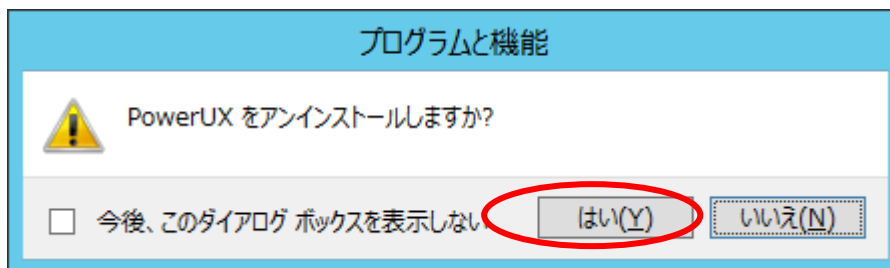 プログラムと機能
PowerUX をアンインストールしますか?
今後、このダイアログ ボックスを表示しない
はい(Y)
いいえ(N)